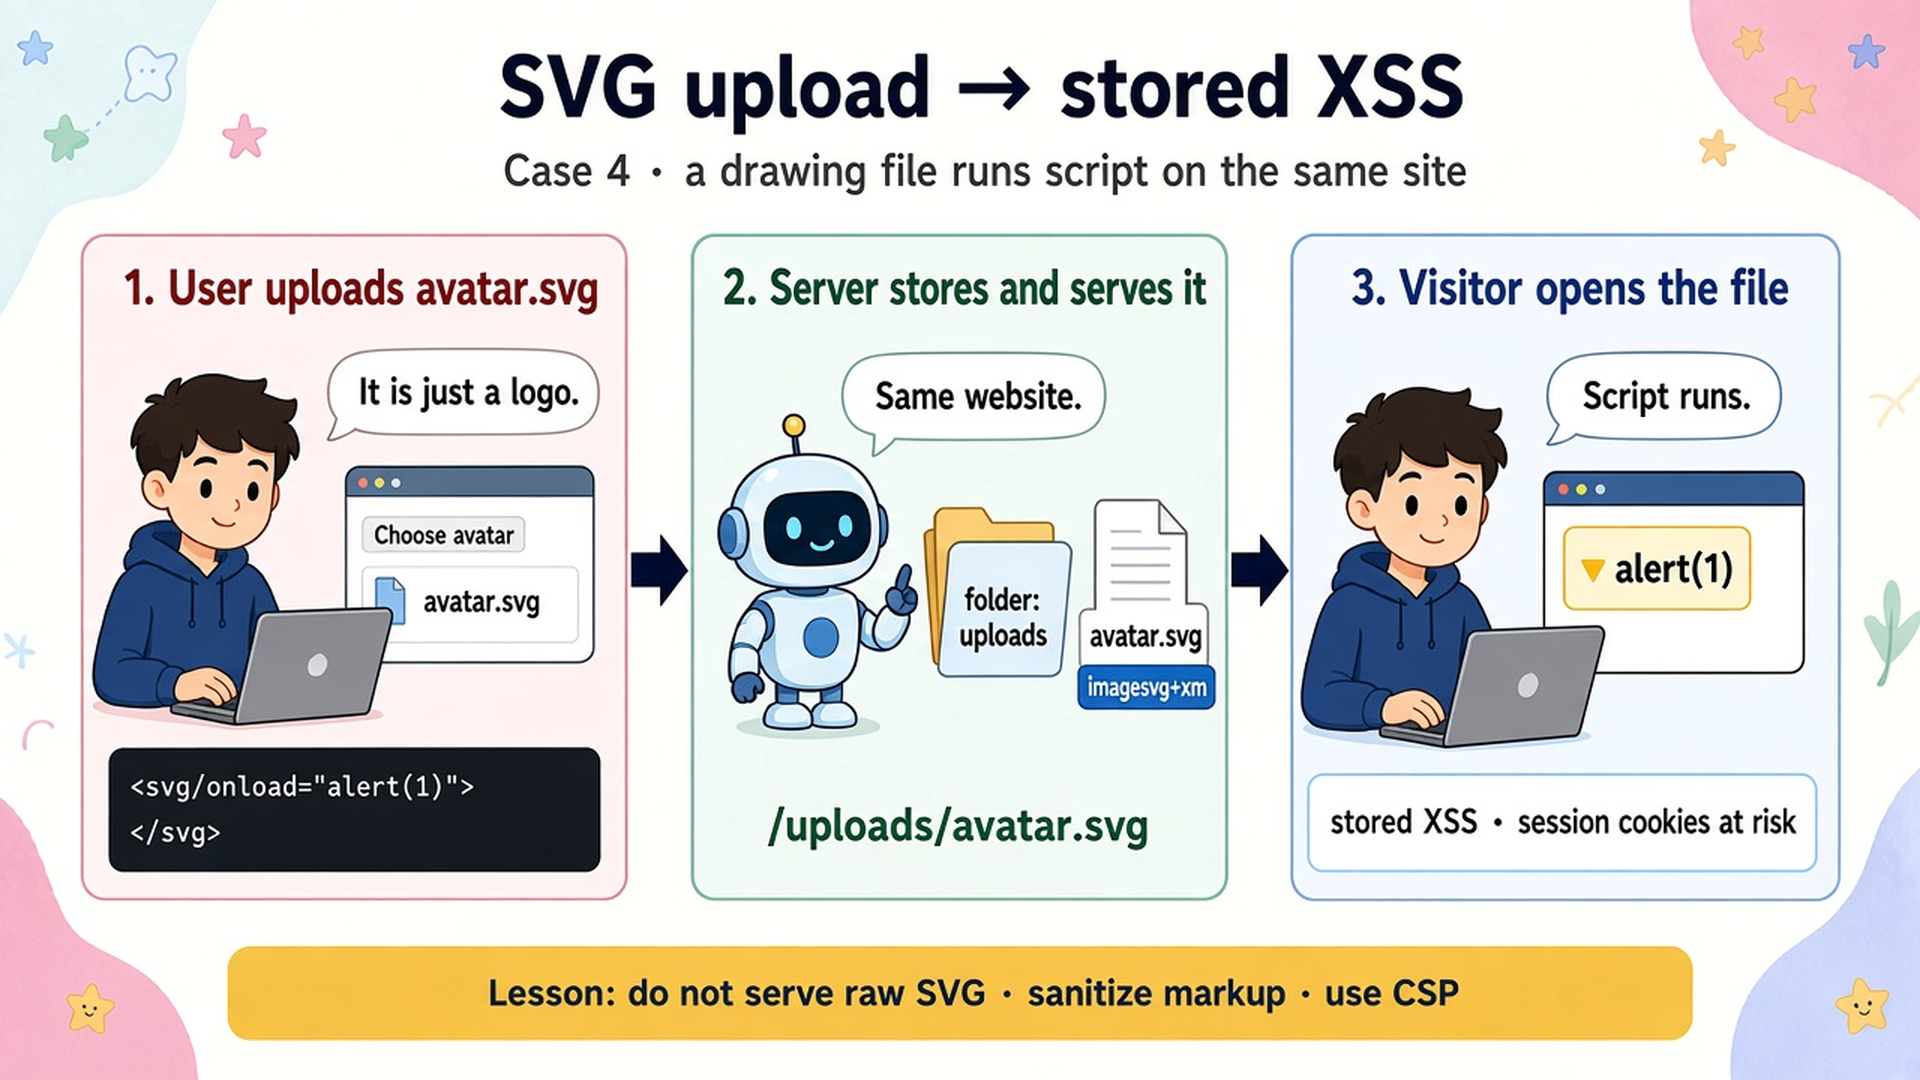 SVG upload → stored XSS
Case 4 · a drawing file runs script on the same site
1. User uploads avatar.svg
It is just a logo.
Choose avatar
avatar.svg
<svg/onload="alert(1)">
</svg>
2. Server stores and serves it
Same website.
folder:
uploads
avatar.svg
imagesvg+xm
/uploads/avatar.svg
3. Visitor opens the file
Script runs.
alert(1)
stored XSS · session cookies at risk
Lesson: do not serve raw SVG · sanitize markup · use CSP